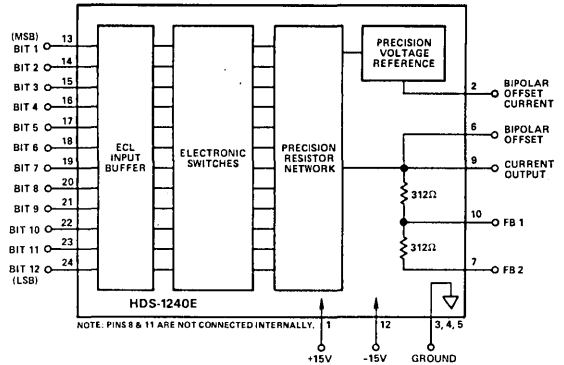 (MSB)
BIT 1 13
BIT 2 14
BIT 3 15
BIT 4 16
BIT 5 17
BIT 6 18
BIT 7 19
BIT 8 20
BIT 9 21
BIT 10 22
BIT 11 23
BIT 12 24
(LSB)
ECL
INPUT
BUFFER
ELECTRONIC
SWITCHES
PRECISION
RESISTOR
NETWORK
PRECISION
VOLTAGE
REFERENCE
2 BIPOLAR
OFFSET
CURRENT
6 BIPOLAR
OFFSET
9 CURRENT
OUTPUT
312Ω
10 FB 1
312Ω
7 FB 2
HDS-1240E
NOTE: PINS 8 & 11 ARE NOT CONNECTED INTERNALLY.
1 12 3, 4, 5
+15V -15V GROUND